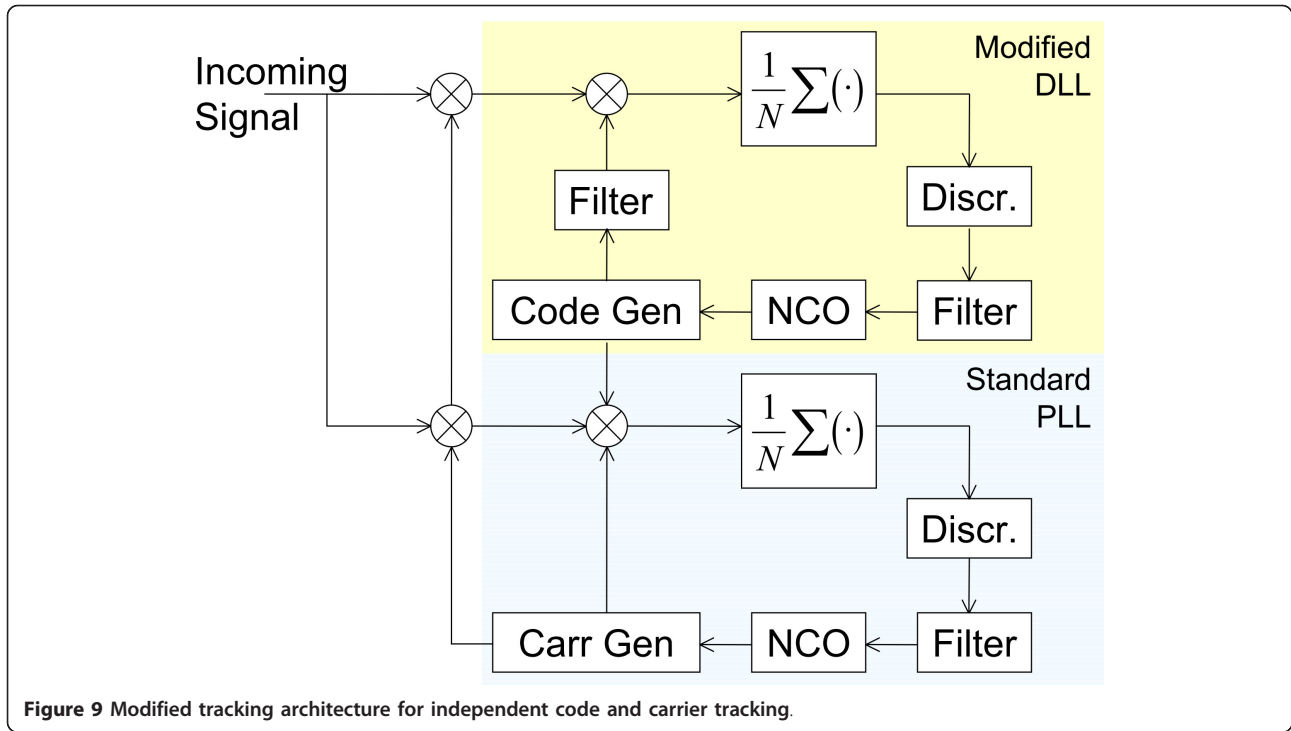 Incoming
Signal
Modified
DLL
1/N ∑(·)
Discr.
Filter
Code Gen
NCO
Filter
Standard
PLL
1/N ∑(·)
Discr.
Carr Gen
NCO
Filter
Figure 9 Modified tracking architecture for independent code and carrier tracking.